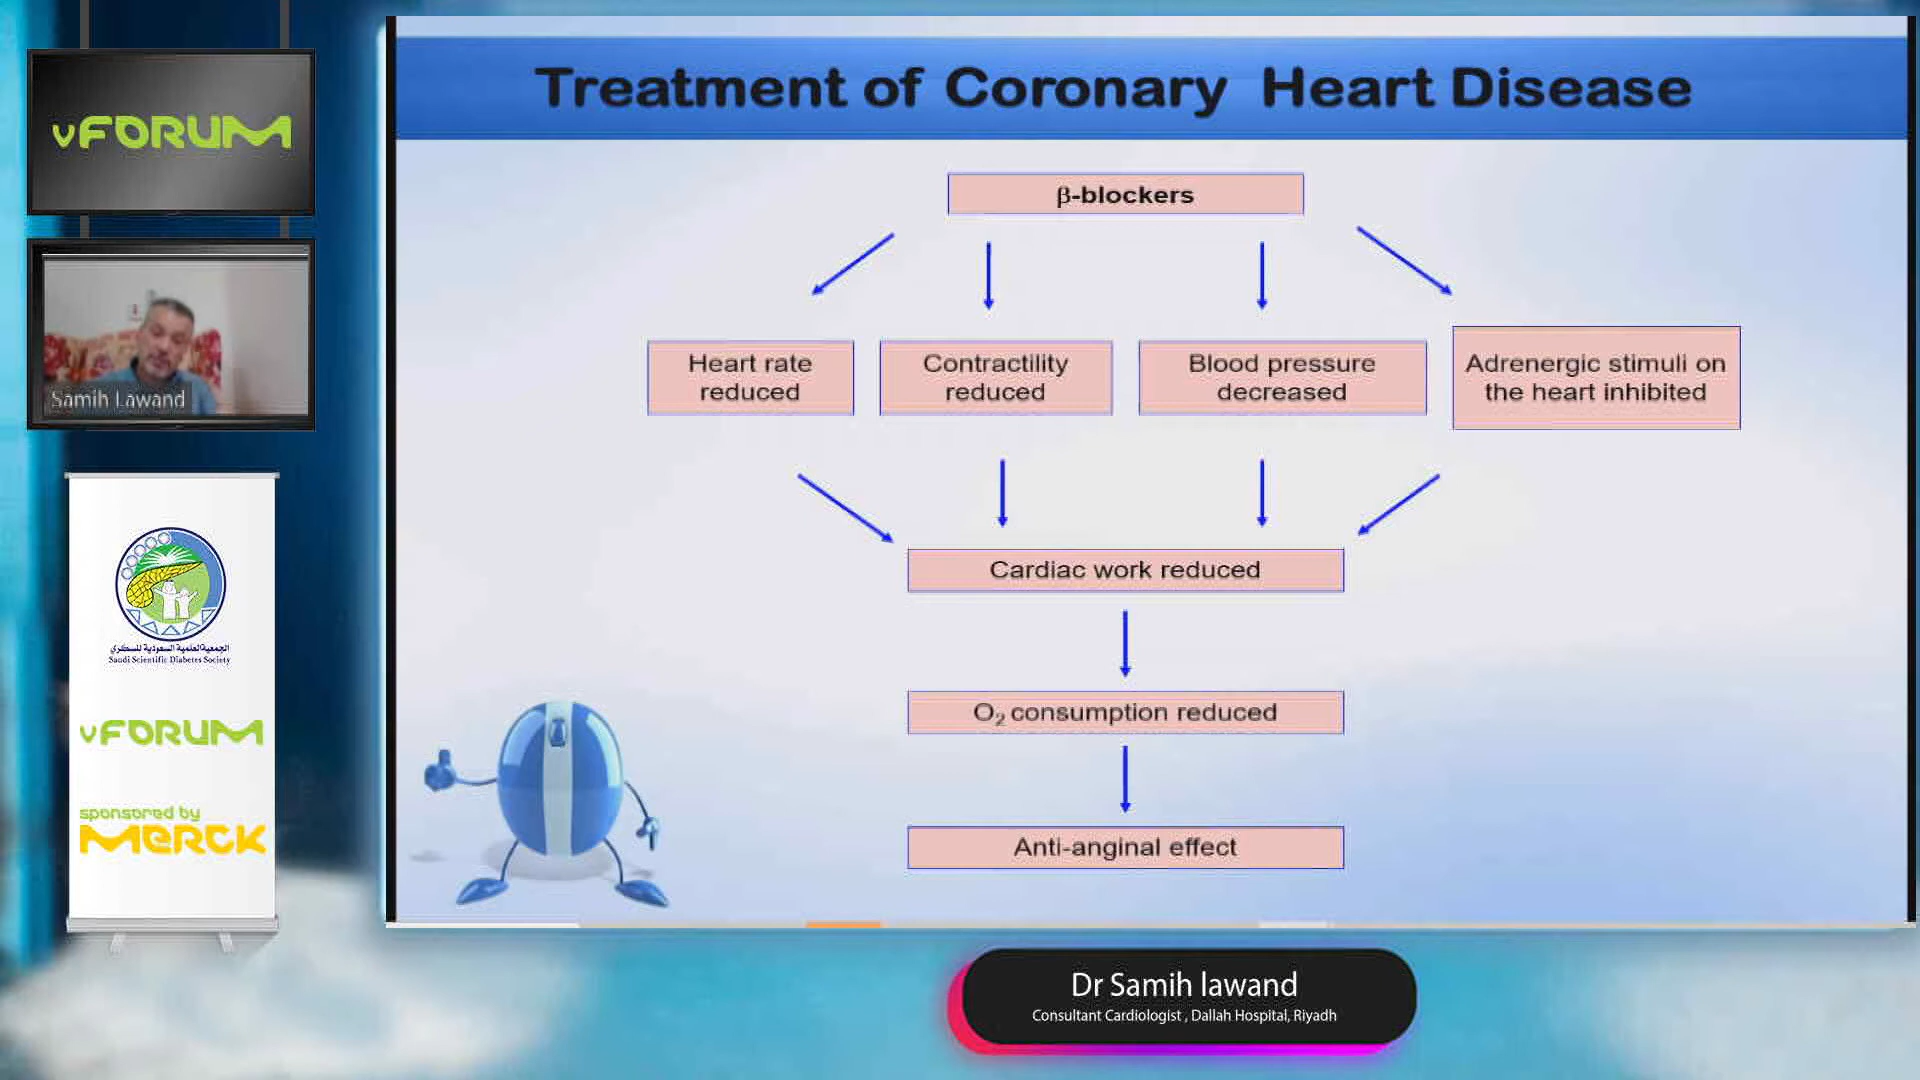 vFORUM
Samih Lawand
الجمعية العلمية السعودية للسكري
Saudi Scientific Diabetes Society
vFORUM
sponsored by
MERCK
Treatment of Coronary Heart Disease
β-blockers
Heart rate
reduced
Contractility
reduced
Blood pressure
decreased
Adrenergic stimuli on
the heart inhibited
Cardiac work reduced
O₂ consumption reduced
Anti-anginal effect
Dr Samih lawand
Consultant Cardiologist , Dallah Hospital, Riyadh